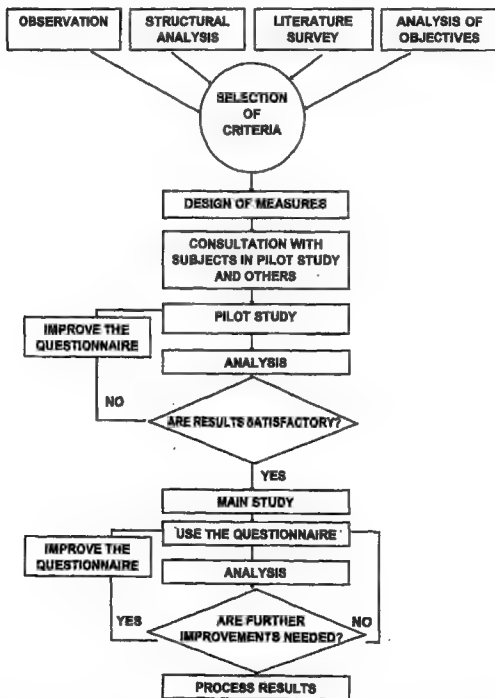 OBSERVATION
STRUCTURAL
ANALYSIS
LITERATURE
SURVEY
ANALYSIS OF
OBJECTIVES
SELECTION
OF
CRITERIA
DESIGN OF MEASURES
CONSULTATION WITH
SUBJECTS IN PILOT STUDY
AND OTHERS
PILOT STUDY
IMPROVE THE
QUESTIONNAIRE
ANALYSIS
NO
ARE RESULTS SATISFACTORY?
YES
MAIN STUDY
USE THE QUESTIONNAIRE
IMPROVE THE
QUESTIONNAIRE
ANALYSIS
YES
ARE FURTHER
IMPROVEMENTS NEEDED?
NO
PROCESS RESULTS